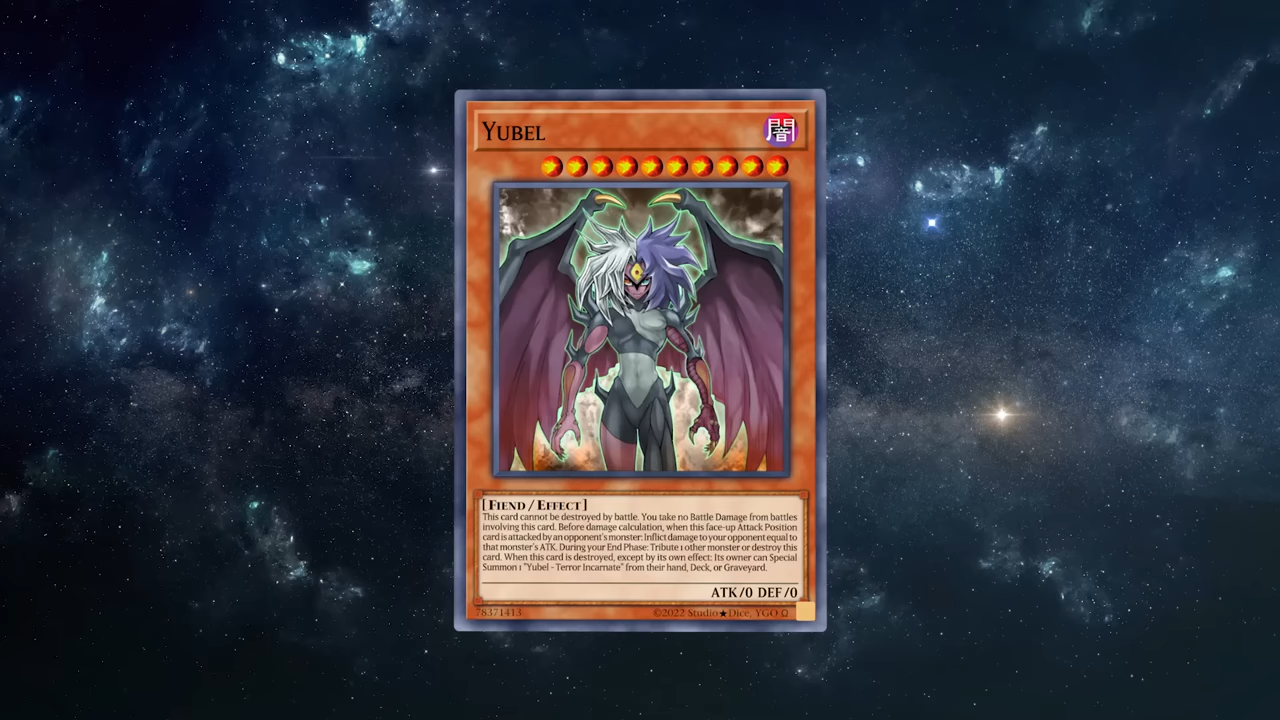 YUBEL
闇
[FIEND / EFFECT]
This card cannot be destroyed by battle. You take no Battle Damage from battles
involving this card. Before damage calculation, when this face-up Attack Position
card is attacked by an opponent's monster: Inflict damage to your opponent equal to
that monster's ATK. During your End Phase: Tribute 1 other monster or destroy this
card. When this card is destroyed, except by its own effect: Its owner can Special
Summon 1 "Yubel - Terror Incarnate" from their hand, Deck, or Graveyard.
ATK/0 DEF/0
78371413 ©2022 Studio★Dice, YGO Ω